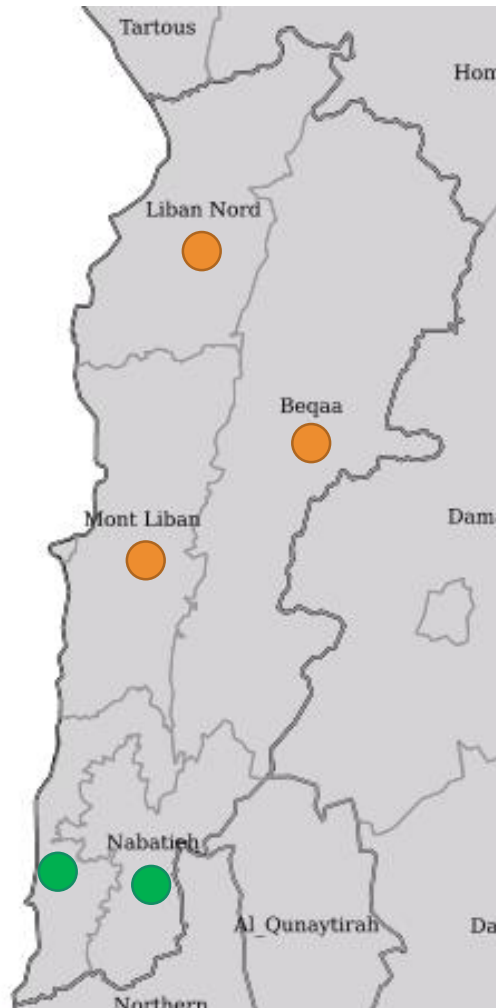 Tartous
Hom
Liban Nord
Beqaa
Mont Liban
Dam
Nabatieh
Al_Qunaytirah
Da
Northern